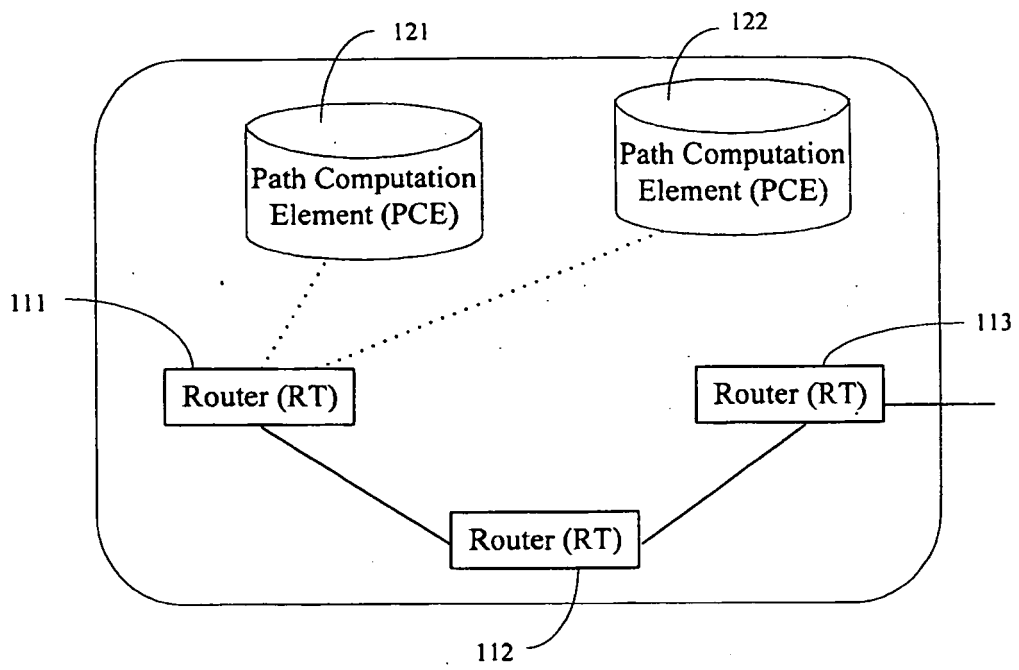 121
122
Path Computation
Element (PCE)
Path Computation
Element (PCE)
111
113
Router (RT)
Router (RT)
Router (RT)
112